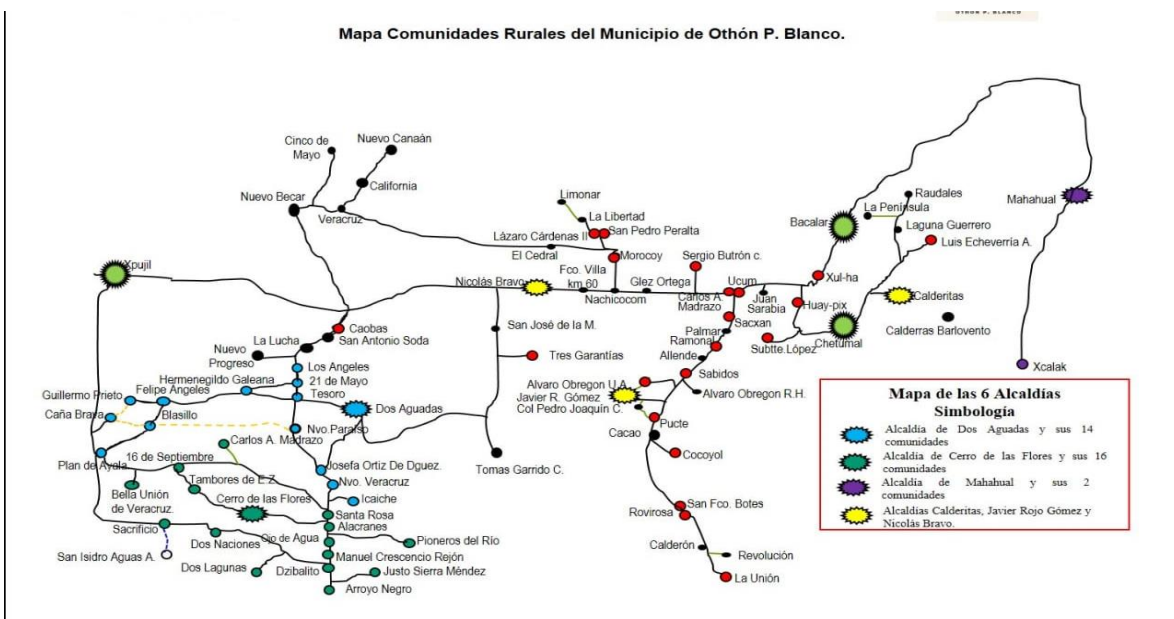 OTHÓN P. BLANCO
Mapa Comunidades Rurales del Municipio de Othón P. Blanco.
Cinco de
Mayo
Nuevo Canaán
California
Nuevo Becar
Veracruz
Limonar
La Libertad
San Pedro Peralta
Lázaro Cárdenas II
El Cedral
Morocoy
Sergio Butrón c.
Bacalar
La Península
Raudales
Laguna Guerrero
Luis Echeverría A.
Mahahual
Xpujil
Nicolás Bravo
Fco. Villa
km.60
Nachicocom
Glez Ortega
Carlos A.
Madrazo
Ucum
Juan
Sarabia
Xul-ha
Huay-pix
Calderitas
Calderras Barlovento
Chetumal
Subtte.López
Sacxan
Palmar
Ramonal
Allende
Sabidos
Xcalak
Caobas
San Antonio Soda
La Lucha
Nuevo
Progreso
San José de la M.
Tres Garantías
Los Angeles
21 de Mayo
Tesoro
Hermenegildo Galeana
Felipe Ángeles
Guillermo Prieto
Caña Brava
Blasillo
Dos Aguadas
Nvo.Paraíso
Alvaro Obregon U.A.
Javier R. Gómez
Col Pedro Joaquín C.
Alvaro Obregon R.H.
Pucte
Cacao
Cocoyol
Carlos A. Madrazo
Plan de Ayala
16 de Septiembre
Tambores de E.Z.
Josefa Ortiz De Dguez.
Nvo. Veracruz
Icaiche
Tomas Garrido C.
Bella Unión
de Veracruz.
Cerro de las Flores
Santa Rosa
Alacranes
San Fco. Botes
Rovirosa
Sacrificio
Dos Naciones
Ojo de Agua
Pioneros del Río
San Isidro Aguas A.
Dos Lagunas
Manuel Crescencio Rejón
Dzibalito
Justo Sierra Méndez
Arroyo Negro
Calderón
Revolución
La Unión
Mapa de las 6 Alcaldías
Simbología
Alcaldía de Dos Aguadas y sus 14
comunidades
Alcaldía de Cerro de las Flores y sus 16
comunidades
Alcaldía de Mahahual y sus 2
comunidades
Alcaldías Calderitas, Javier Rojo Gómez y
Nicolás Bravo.